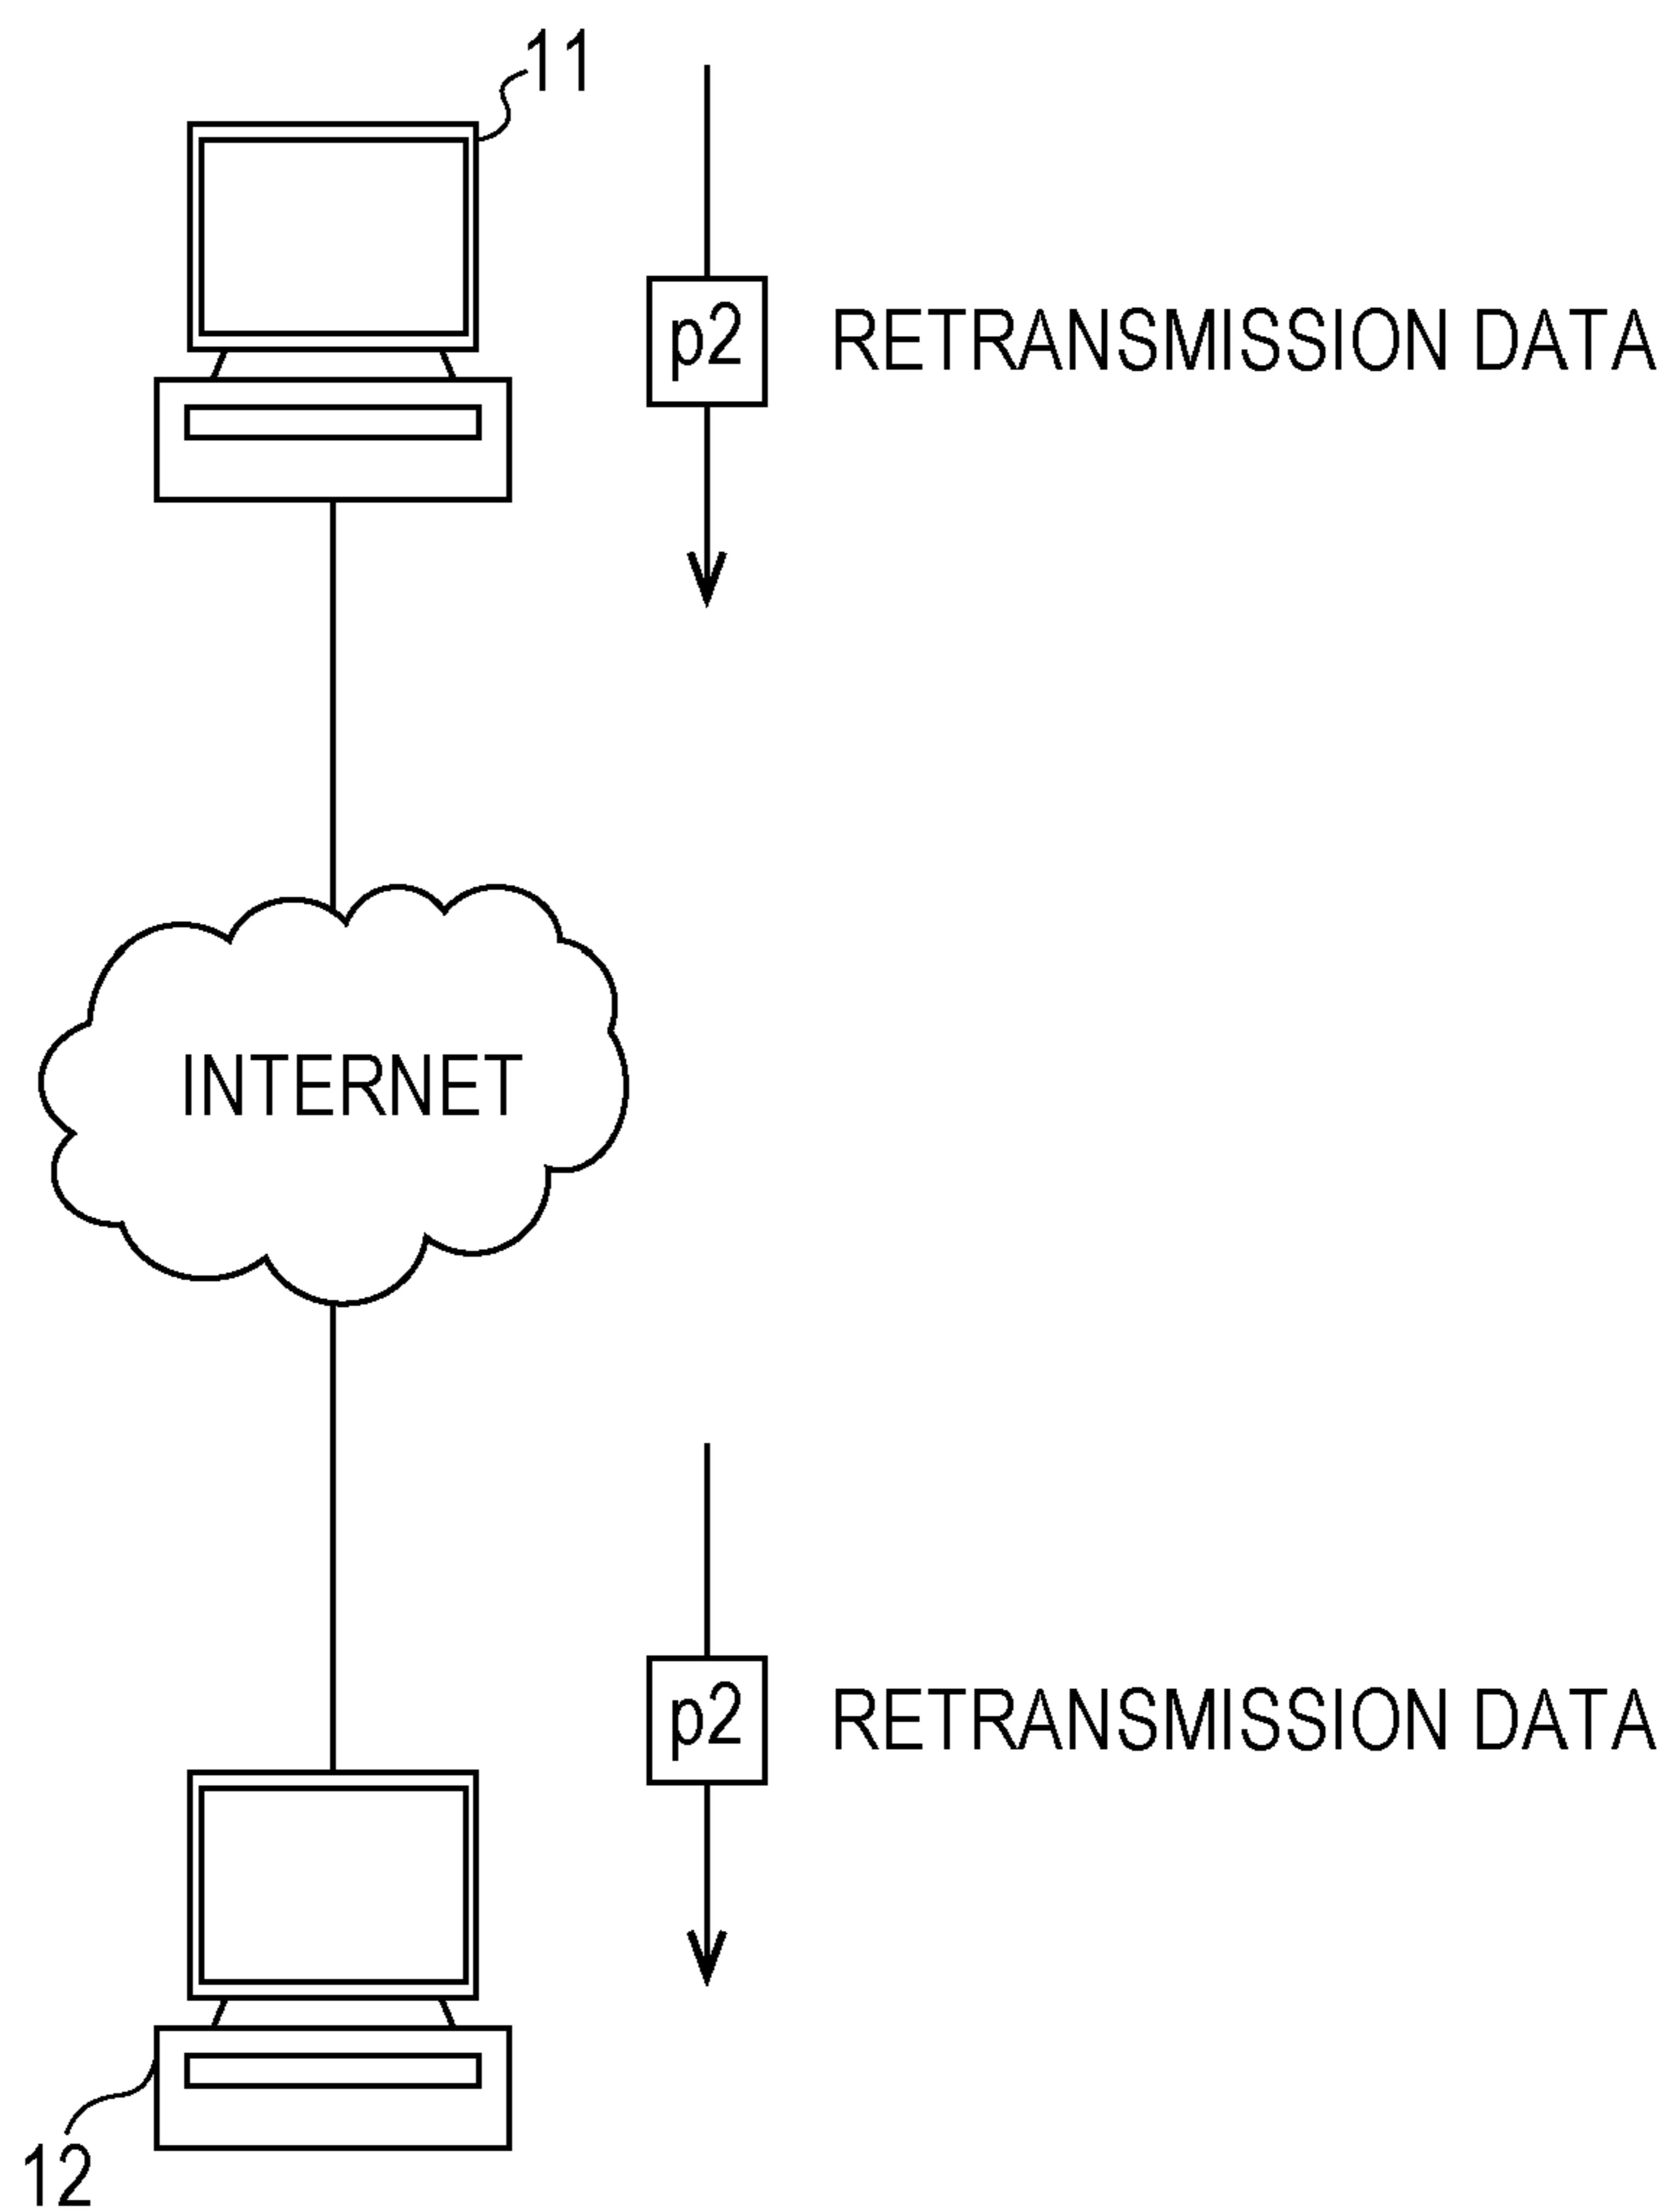 11
p2 RETRANSMISSION DATA
INTERNET
p2 RETRANSMISSION DATA
12